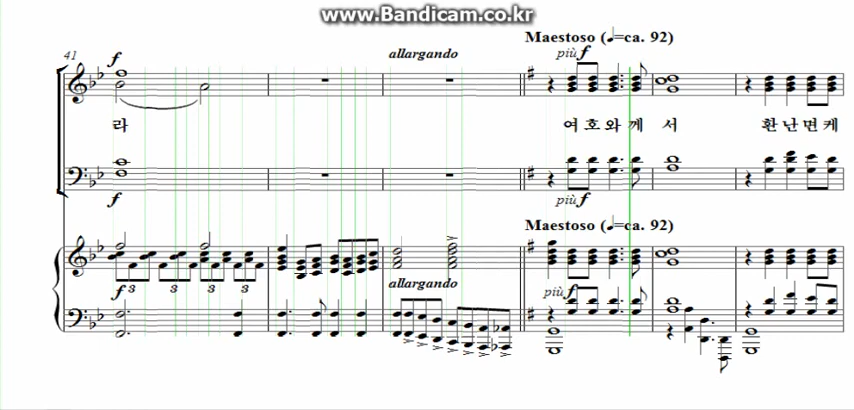 www.Bandicam.co.kr
Maestoso (♩=ca. 92)
41
f
allargando
più f
라
여호와께서
환난면케
f
più f
Maestoso (♩=ca. 92)
f
3 3 3 3
allargando
più f